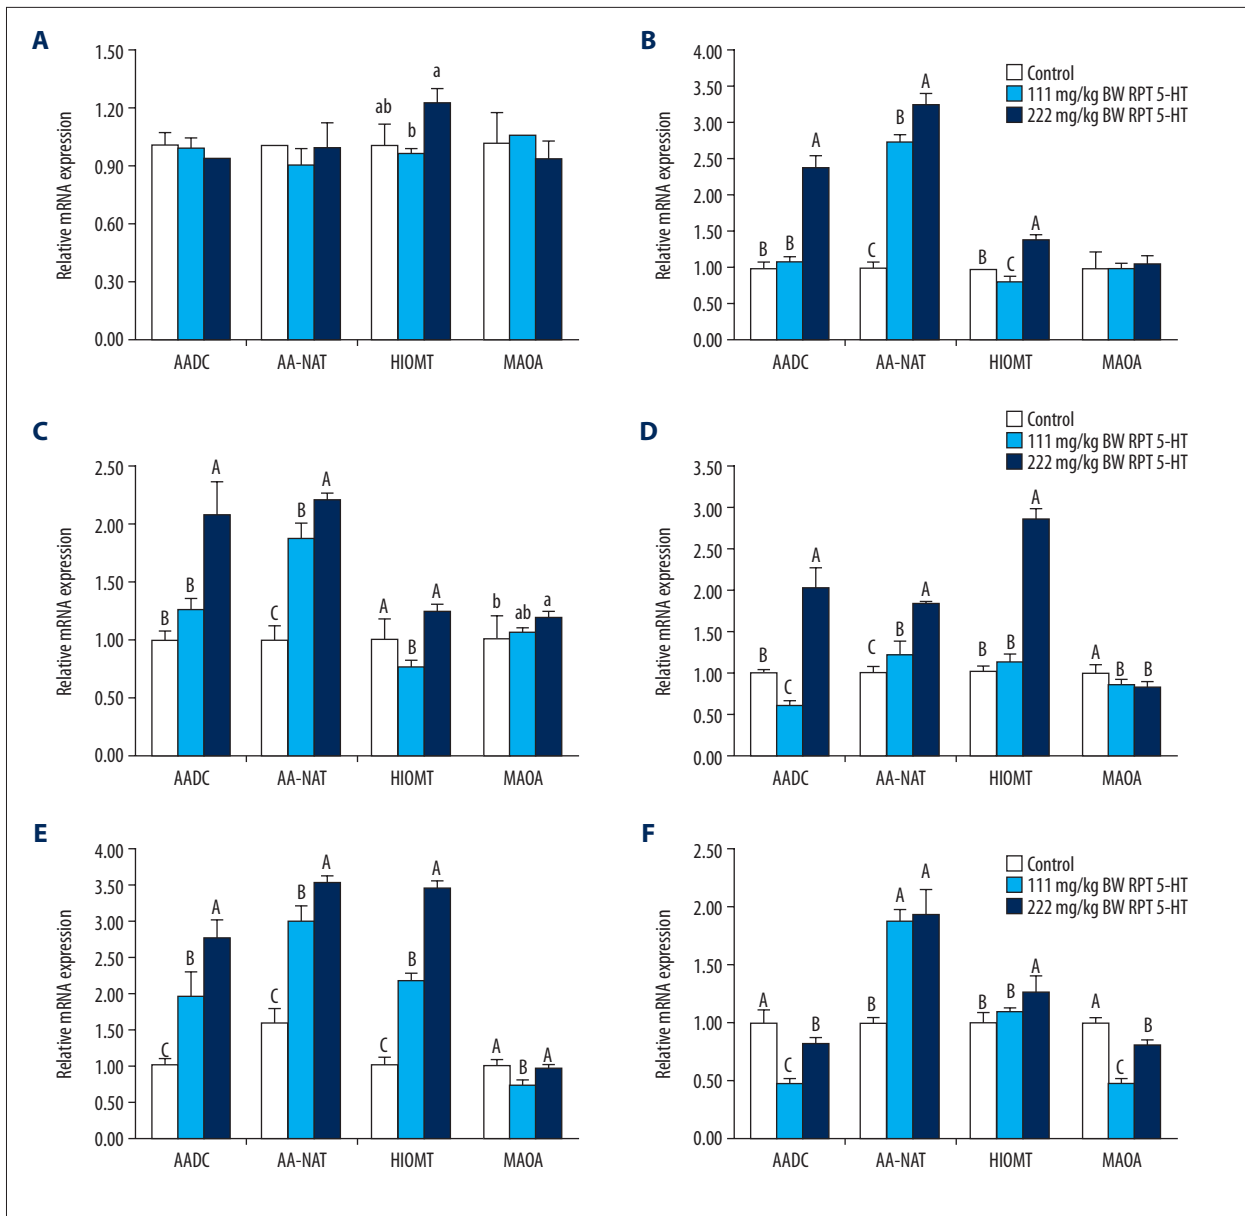 A
Relative mRNA expression
1.50
1.20
0.90
0.60
0.30
0.00
ab
b
a
AADC
AA-NAT
HIOMT
MAOA
B
Relative mRNA expression
4.00
3.50
3.00
2.50
2.00
1.50
1.00
0.50
0.00
Control
111 mg/kg BW RPT 5-HT
222 mg/kg BW RPT 5-HT
B
B
A
C
B
A
B
C
A
AADC
AA-NAT
HIOMT
MAOA
C
Relative mRNA expression
2.50
2.00
1.50
1.00
0.50
0.00
B
B
A
C
B
A
A
B
A
b
ab
a
AADC
AA-NAT
HIOMT
MAOA
D
Relative mRNA expression
3.50
3.00
2.50
2.00
1.50
1.00
0.50
0.00
Control
111 mg/kg BW RPT 5-HT
222 mg/kg BW RPT 5-HT
B
C
A
C
B
A
B
B
A
A
B
B
AADC
AA-NAT
HIOMT
MAOA
E
Relative mRNA expression
4.00
3.50
3.00
2.50
2.00
1.50
1.00
0.50
0.00
C
B
A
C
B
A
C
B
A
A
B
A
AADC
AA-NAT
HIOMT
MAOA
F
Relative mRNA expression
2.50
2.00
1.50
1.00
0.50
0.00
Control
111 mg/kg BW RPT 5-HT
222 mg/kg BW RPT 5-HT
A
C
B
B
A
A
B
B
A
A
C
B
AADC
AA-NAT
HIOMT
MAOA